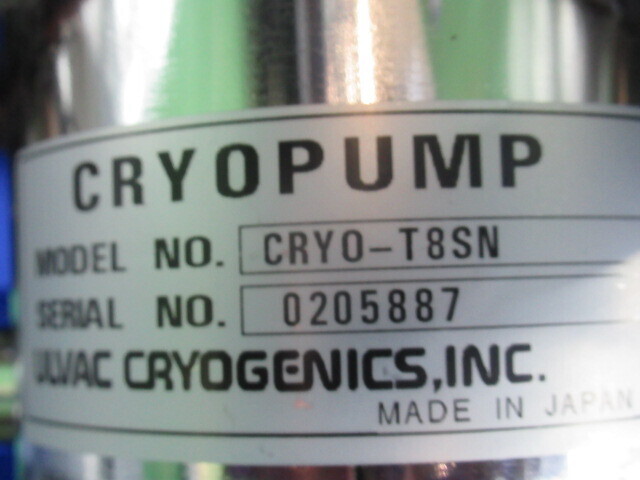 CRYOPUMP
MODEL NO. CRYO-T8SN
SERIAL NO. 0205887
ULVAC CRYOGENICS,INC.
MADE IN JAPAN